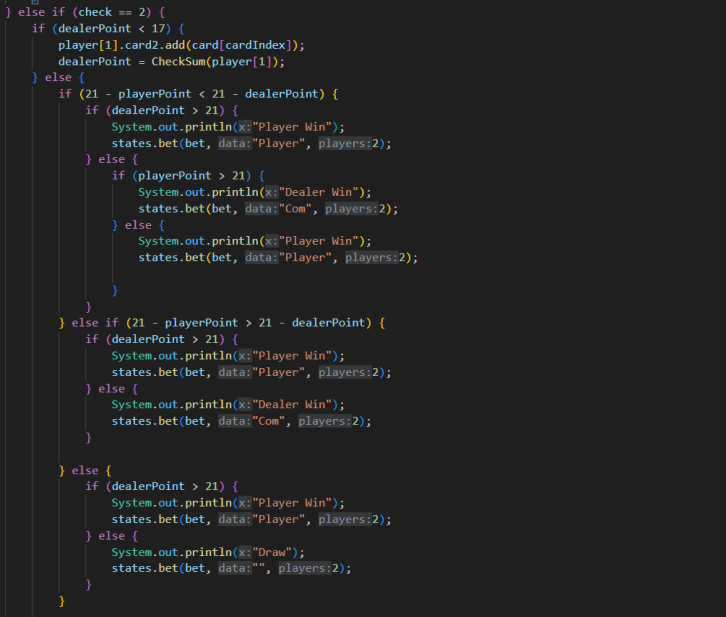 } else if (check == 2) {
if (dealerPoint < 17) {
player[1].card2.add(card[cardIndex]);
dealerPoint = CheckSum(player[1]);
} else {
if (21 - playerPoint < 21 - dealerPoint) {
if (dealerPoint > 21) {
System.out.println(x:"Player Win");
states.bet(bet, data:"Player", players:2);
} else {
if (playerPoint > 21) {
System.out.println(x:"Dealer Win");
states.bet(bet, data:"Com", players:2);
} else {
System.out.println(x:"Player Win");
states.bet(bet, data:"Player", players:2);
}
}
} else if (21 - playerPoint > 21 - dealerPoint) {
if (dealerPoint > 21) {
System.out.println(x:"Player Win");
states.bet(bet, data:"Player", players:2);
} else {
System.out.println(x:"Dealer Win");
states.bet(bet, data:"Com", players:2);
}
} else {
if (dealerPoint > 21) {
System.out.println(x:"Player Win");
states.bet(bet, data:"Player", players:2);
} else {
System.out.println(x:"Draw");
states.bet(bet, data:"", players:2);
}
}